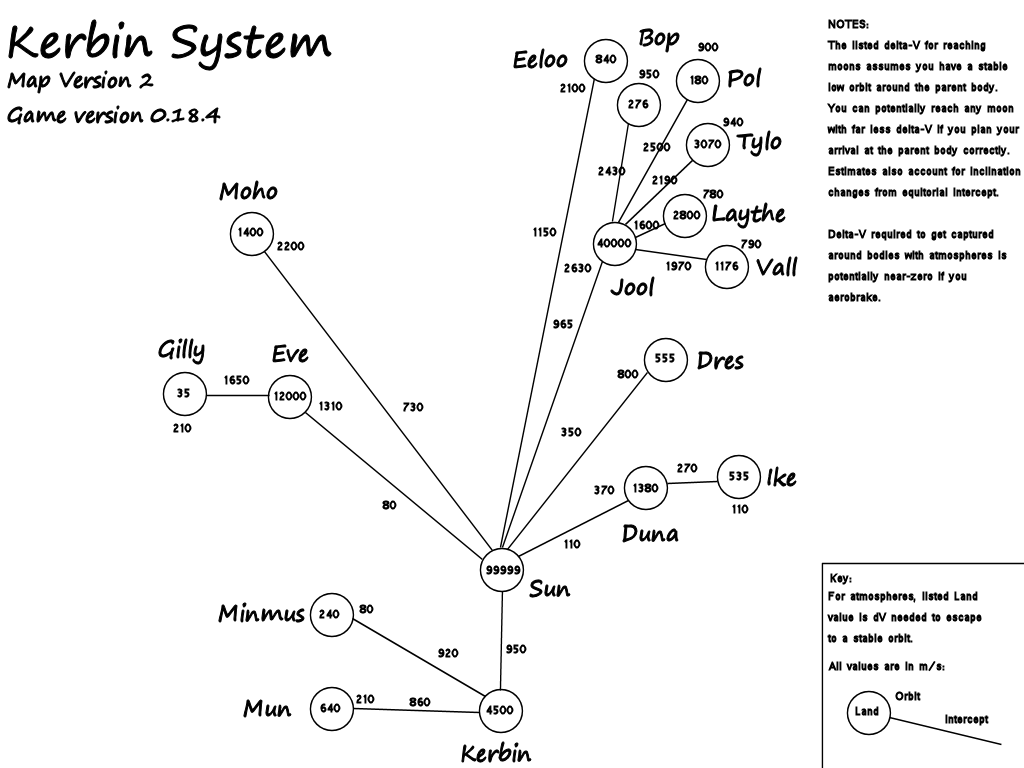 Kerbin System
Map Version 2
Game version 0.18.4
NOTES:
The listed delta-V for reaching
moons assumes you have a stable
low orbit around the parent body.
You can potentially reach any moon
with far less delta-V if you plan your
arrival at the parent body correctly.
Estimates also account for inclination
changes from equitorial intercept.
Delta-V required to get captured
around bodies with atmospheres is
potentially near-zero if you
aerobrake.
Eeloo
840
2100
1150
Bop
950
276
2430
900
180
Pol
2500
940
3070
Tylo
2190
780
2800
Laythe
1600
790
1176
Vall
1970
40000
Jool
2630
965
Moho
1400
2200
730
Gilly
35
210
1650
Eve
12000
1310
80
555
Dres
800
350
535
Ike
110
270
1380
Duna
370
110
99999
Sun
950
Minmus
240
80
920
Mun
640
210
860
4500
Kerbin
Key:
For atmospheres, listed Land
value is dV needed to escape
to a stable orbit.
All values are in m/s:
Land
Orbit
Intercept